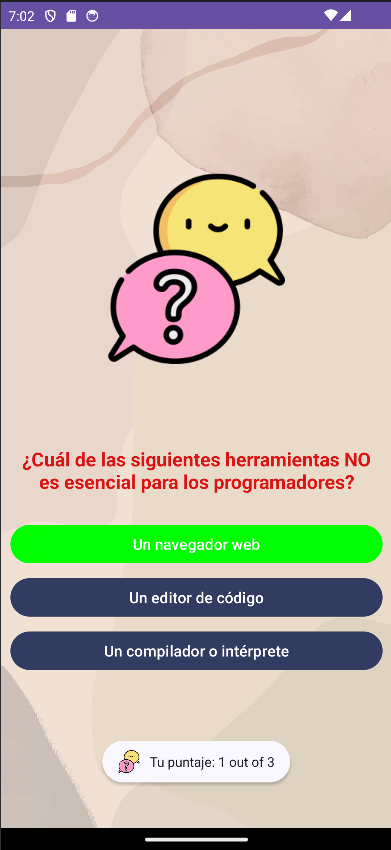 7:02
?
¿Cuál de las siguientes herramientas NO
es esencial para los programadores?
Un navegador web
Un editor de código
Un compilador o intérprete
Tu puntaje: 1 out of 3